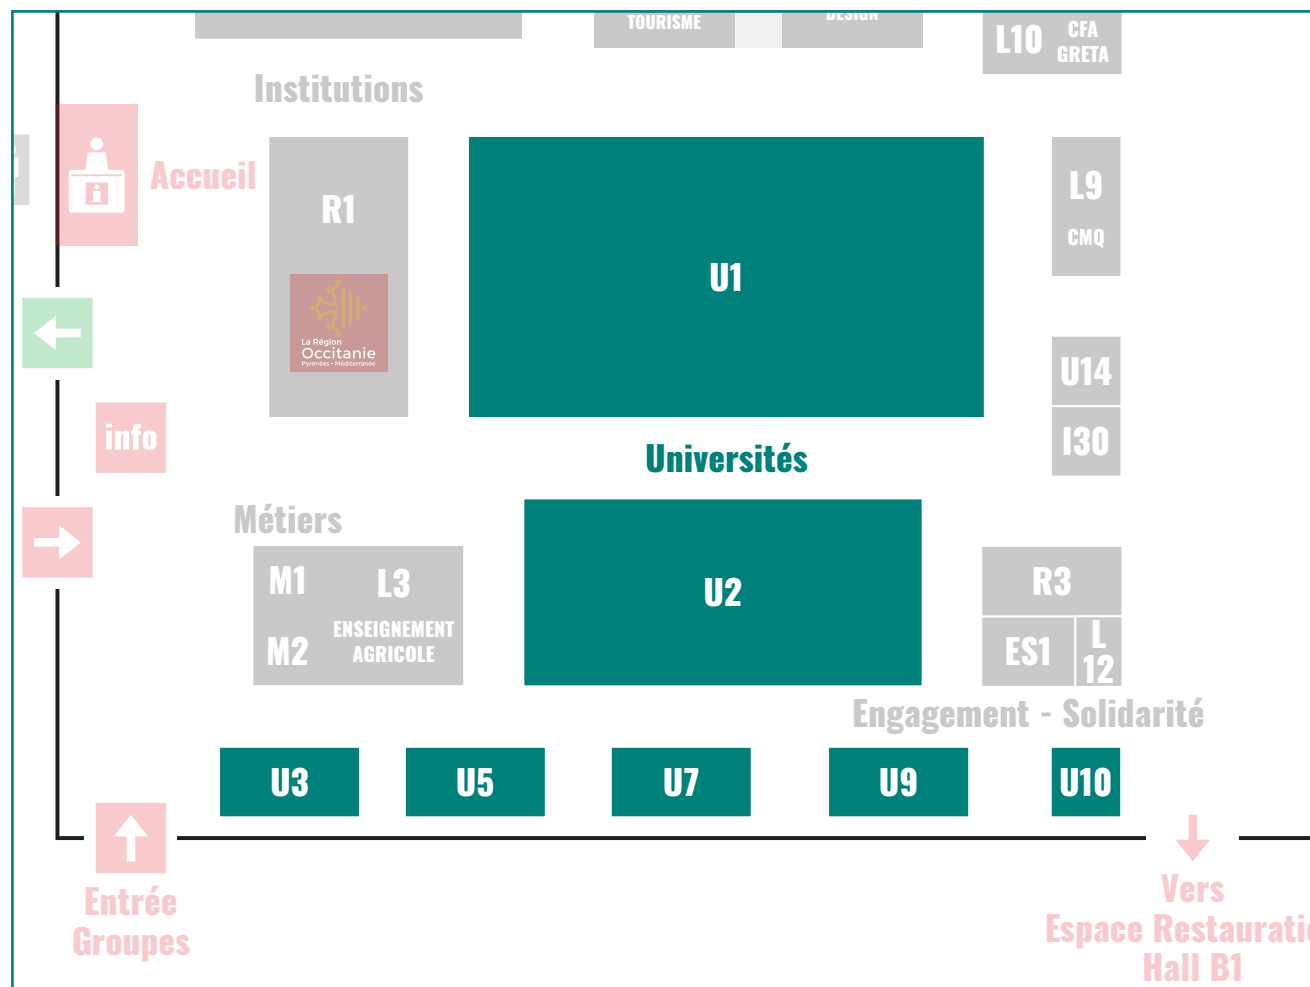 TOURISME
DESIGN
L10
CFA
GRETA
Institutions
Accueil
R1
La Région
Occitanie
Pyrénées - Méditerranée
U1
L9
CMQ
U14
I30
info
Universités
Métiers
M1
L3
M2
ENSEIGNEMENT
AGRICOLE
U2
R3
ES1
L
12
Engagement - Solidarité
U3
U5
U7
U9
U10
Entrée
Groupes
Vers
Espace Restauratio
Hall B1